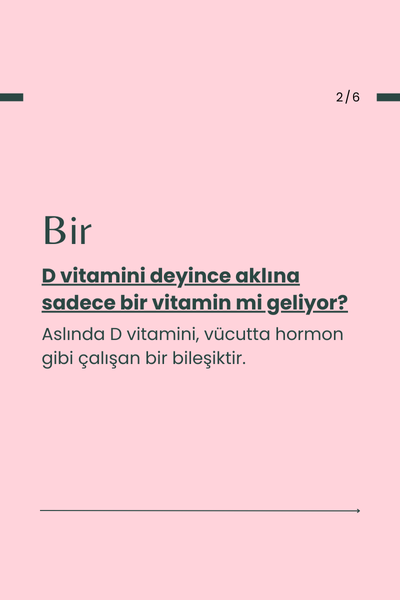 2/6
Bir
D vitamini deyince aklına
sadece bir vitamin mi geliyor?
Aslında D vitamini, vücutta hormon
gibi çalışan bir bileşiktir.